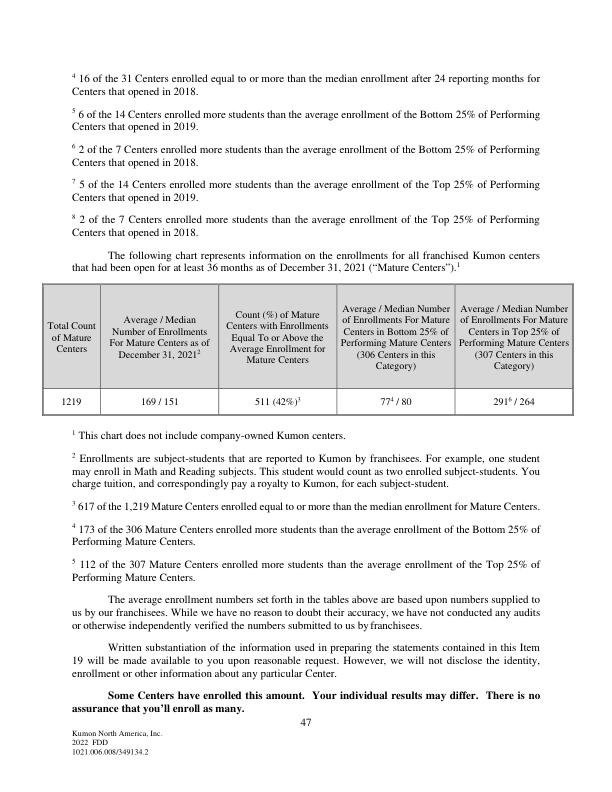 4 16 of the 31 Centers enrolled equal to or more than the median enrollment after 24 reporting months for
Centers that opened in 2018.
5 6 of the 14 Centers enrolled more students than the average enrollment of the Bottom 25% of Performing
Centers that opened in 2019.
6 2 of the 7 Centers enrolled more students than the average enrollment of the Bottom 25% of Performing
Centers that opened in 2018.
7 5 of the 14 Centers enrolled more students than the average enrollment of the Top 25% of Performing
Centers that opened in 2019.
8 2 of the 7 Centers enrolled more students than the average enrollment of the Top 25% of Performing
Centers that opened in 2018.
The following chart represents information on the enrollments for all franchised Kumon centers
that had been open for at least 36 months as of December 31, 2021 (“Mature Centers”).1
Total Count
of Mature
Centers
Average / Median
Number of Enrollments
For Mature Centers as of
December 31, 20212
Count (%) of Mature
Centers with Enrollments
Equal To or Above the
Average Enrollment for
Mature Centers
Average / Median Number
of Enrollments For Mature
Centers in Bottom 25% of
Performing Mature Centers
(306 Centers in this
Category)
Average / Median Number
of Enrollments For Mature
Centers in Top 25% of
Performing Mature Centers
(307 Centers in this
Category)
1219
169 / 151
511 (42%)3
774 / 80
2916 / 264
1 This chart does not include company-owned Kumon centers.
2 Enrollments are subject-students that are reported to Kumon by franchisees. For example, one student
may enroll in Math and Reading subjects. This student would count as two enrolled subject-students. You
charge tuition, and correspondingly pay a royalty to Kumon, for each subject-student.
3 617 of the 1,219 Mature Centers enrolled equal to or more than the median enrollment for Mature Centers.
4 173 of the 306 Mature Centers enrolled more students than the average enrollment of the Bottom 25% of
Performing Mature Centers.
5 112 of the 307 Mature Centers enrolled more students than the average enrollment of the Top 25% of
Performing Mature Centers.
The average enrollment numbers set forth in the tables above are based upon numbers supplied to
us by our franchisees. While we have no reason to doubt their accuracy, we have not conducted any audits
or otherwise independently verified the numbers submitted to us by franchisees.
Written substantiation of the information used in preparing the statements contained in this Item
19 will be made available to you upon reasonable request. However, we will not disclose the identity,
enrollment or other information about any particular Center.
Some Centers have enrolled this amount. Your individual results may differ. There is no
assurance that you’ll enroll as many.
47
Kumon North America, Inc.
2022 FDD
1021.006.008/349134.2